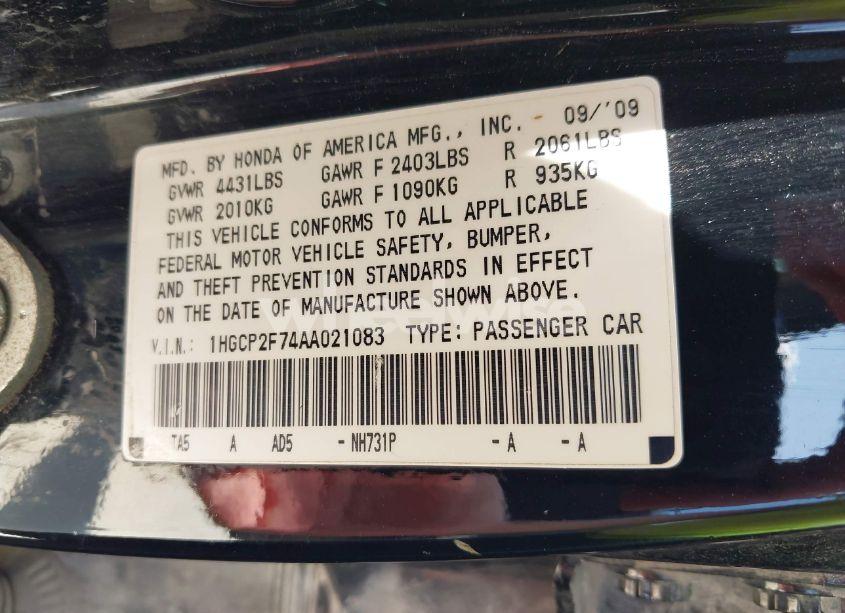 MFD. BY HONDA OF AMERICA MFG., INC. 09/'09
GVWR 4431LBS GAWR F 2403LBS R 2061LBS
GVWR 2010KG GAWR F 1090KG R 935KG
THIS VEHICLE CONFORMS TO ALL APPLICABLE
FEDERAL MOTOR VEHICLE SAFETY, BUMPER,
AND THEFT PREVENTION STANDARDS IN EFFECT
ON THE DATE OF MANUFACTURE SHOWN ABOVE.
V.I.N.: 1HGCP2F74AA021083 TYPE: PASSENGER CAR
TA5 A AD5 -NH731P -A -A